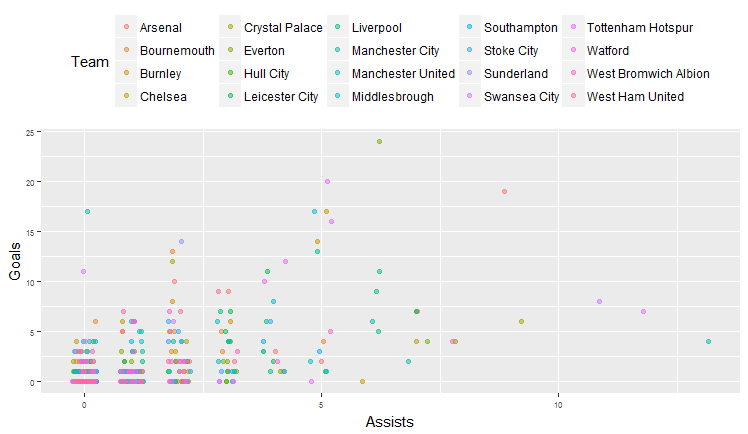 Team
Arsenal Crystal Palace Liverpool Southampton Tottenham Hotspur
Bournemouth Everton Manchester City Stoke City Watford
Burnley Hull City Manchester United Sunderland West Bromwich Albion
Chelsea Leicester City Middlesbrough Swansea City West Ham United
25
20
15
10
5
0
Goals
0 5 10
Assists